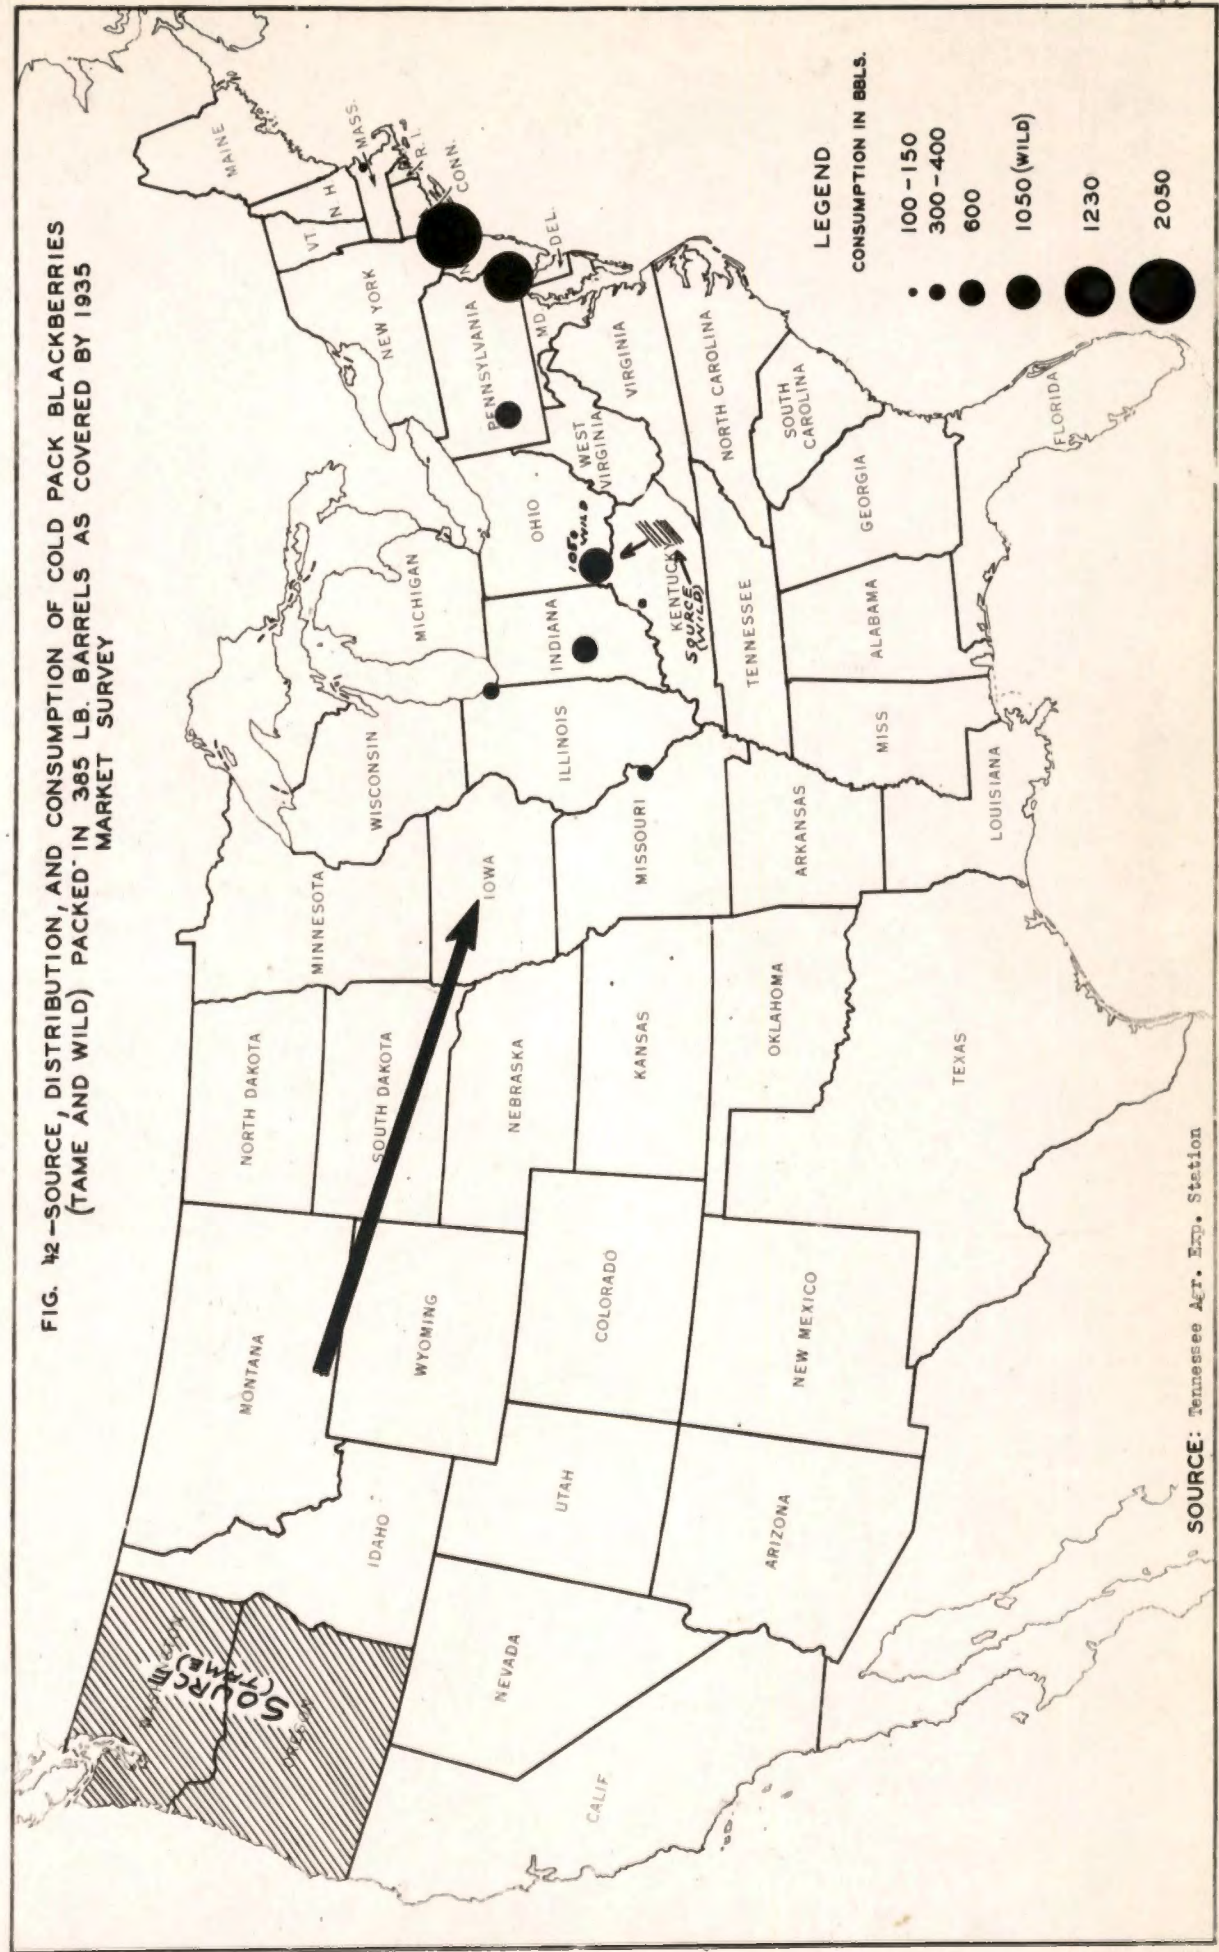 FIG. 42—SOURCE, DISTRIBUTION, AND CONSUMPTION OF COLD PACK BLACKBERRIES
(TAME AND WILD) PACKED IN 385 LB. BARRELS AS COVERED BY 1935
MARKET SURVEY
SOURCE
(TAME)
OREGON
MONTANA
IDAHO
NEVADA
CALIF
UTAH
ARIZONA
WYOMING
COLORADO
NEW MEXICO
NORTH DAKOTA
SOUTH DAKOTA
NEBRASKA
KANSAS
OKLAHOMA
TEXAS
MINNESOTA
IOWA
MISSOURI
ARKANSAS
LOUISIANA
WISCONSIN
ILLINOIS
MISS
MICHIGAN
INDIANA
KENTUCKY
SOURCE
(WILD)
TENNESSEE
ALABAMA
OHIO
1050
WILD
WEST
VIRGINIA
VIRGINIA
NORTH CAROLINA
SOUTH
CAROLINA
GEORGIA
FLORIDA
PENNSYLVANIA
NEW YORK
MD.
DEL.
VT.
N H
MAINE
MASS.
R.I.
CONN.
LEGEND
CONSUMPTION IN BBLS.
100-150
300-400
600
1050 (WILD)
1230
2050
SOURCE: Tennessee Agr. Exp. Station